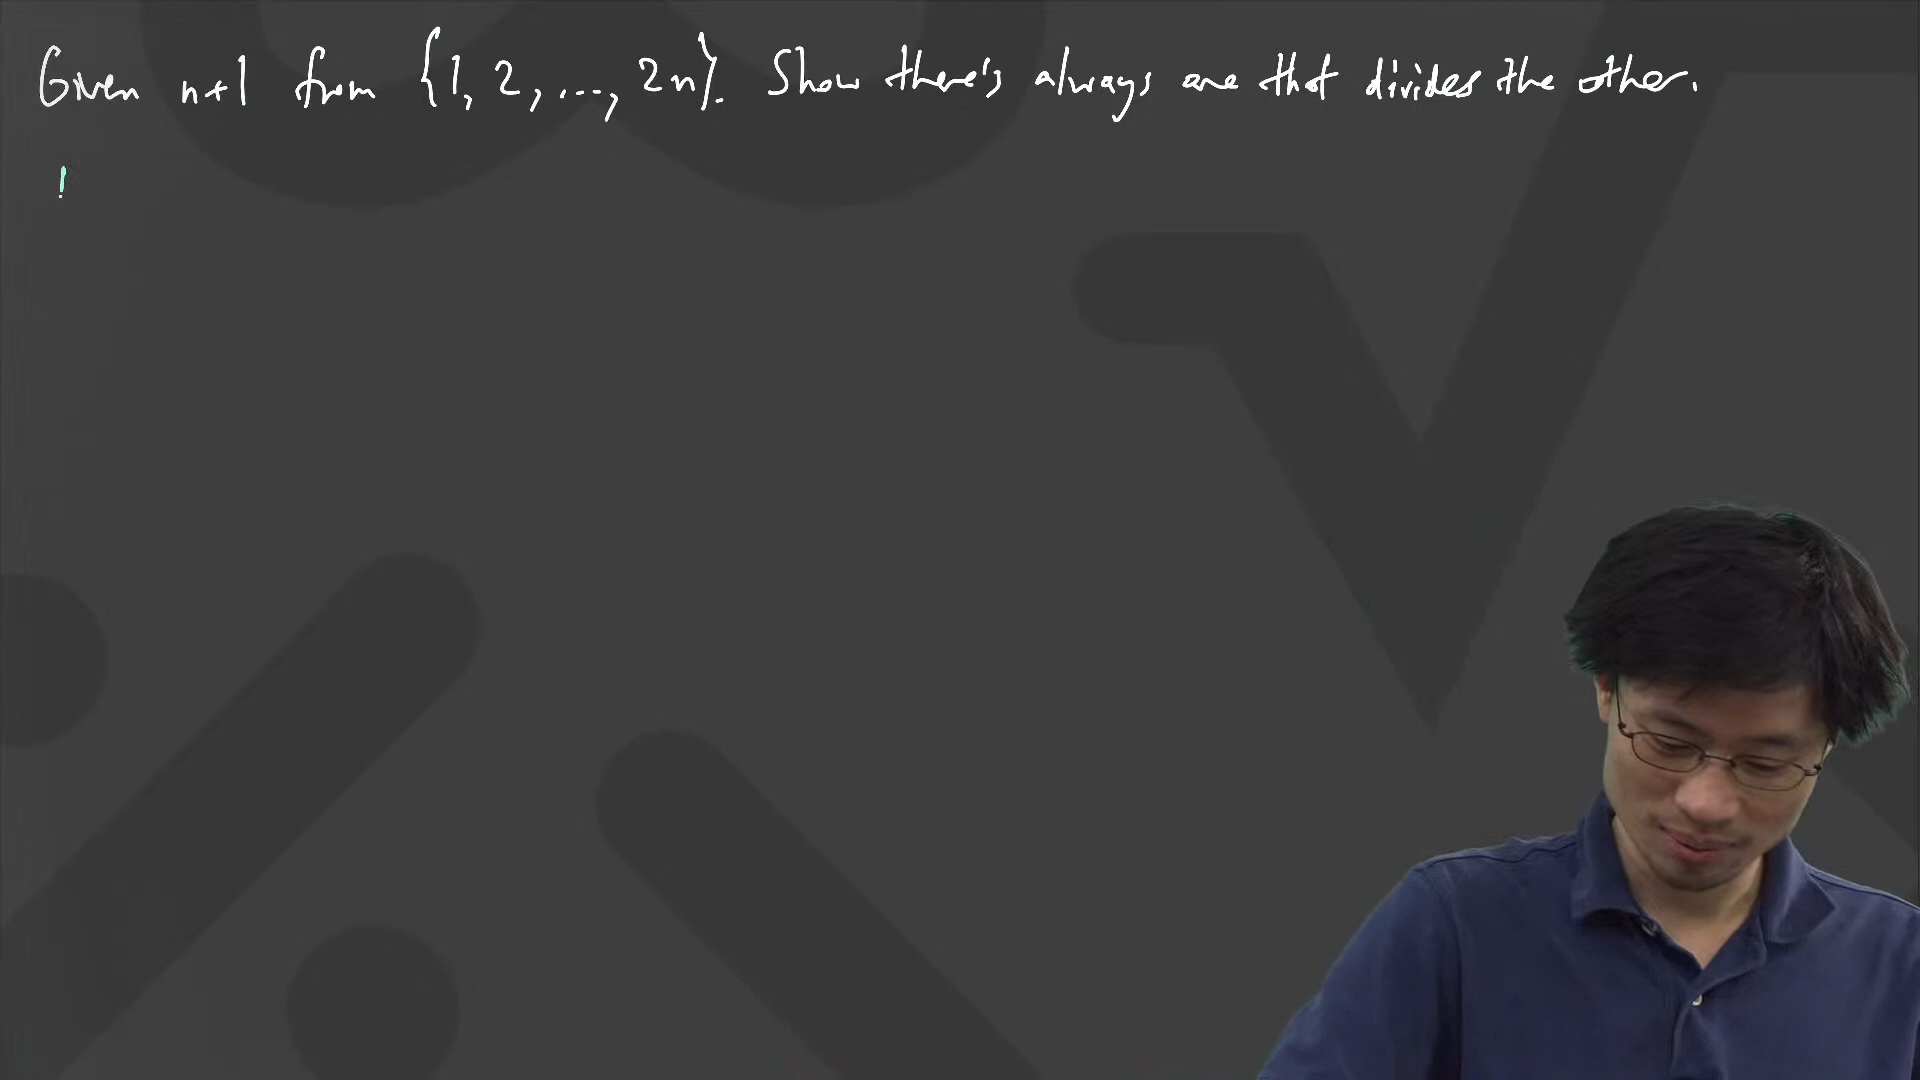 Given n+1 from {1, 2, ..., 2n}. Show there's always one that divides the other.